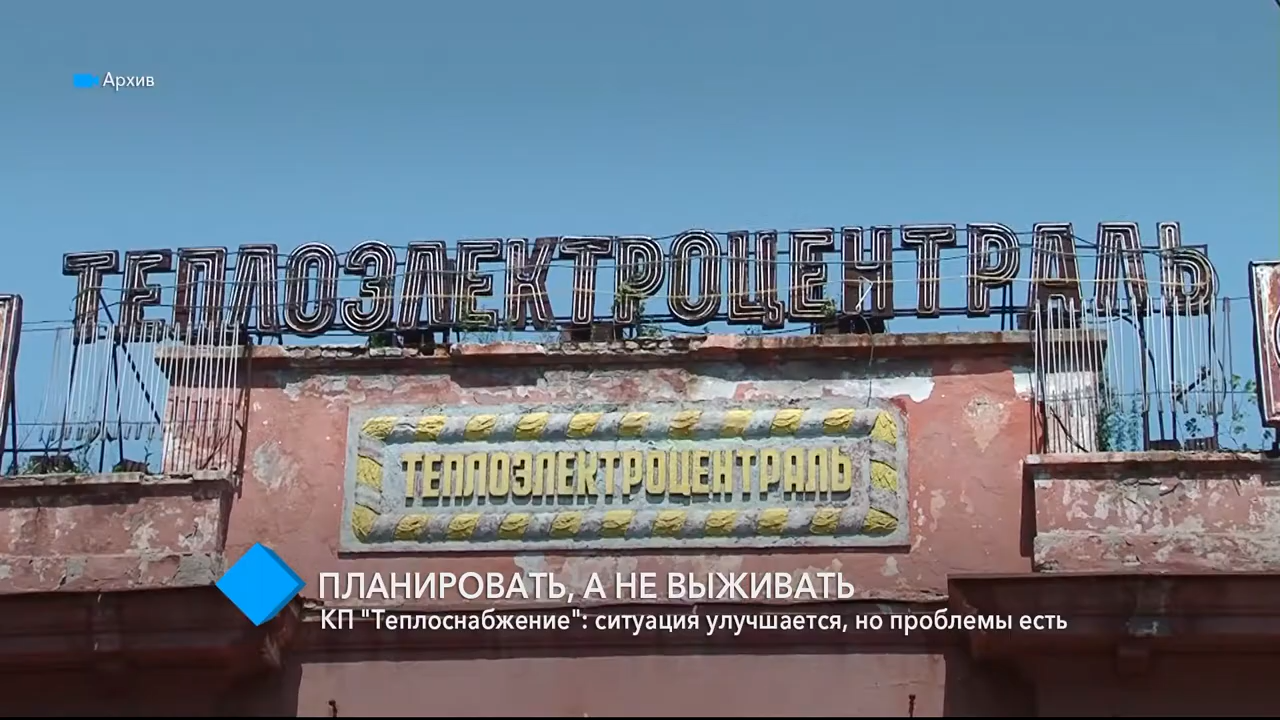 Архив
ТЕПЛОЭЛЕКТРОЦЕНТРАЛЬ
ТЕПЛОЭЛЕКТРОЦЕНТРАЛЬ
ПЛАНИРОВАТЬ, А НЕ ВЫЖИВАТЬ
КП "Теплоснабжение": ситуация улучшается, но проблемы есть